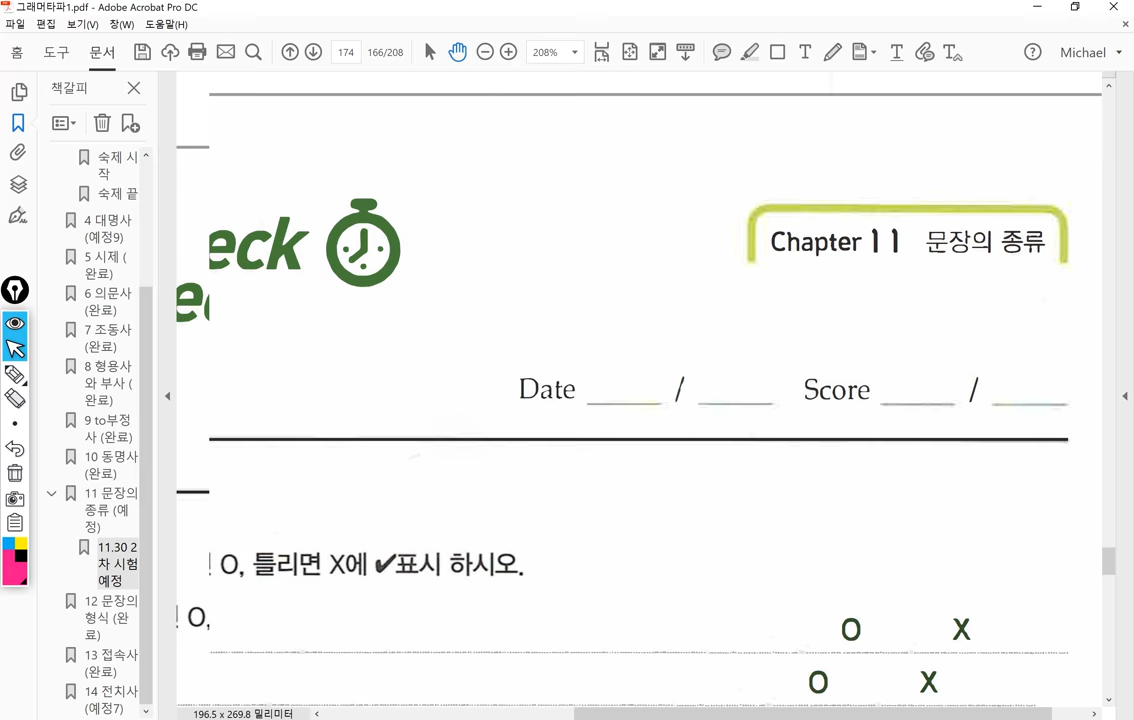 그래머타파1.pdf - Adobe Acrobat Pro DC
파일 편집 보기(V) 창(W) 도움말(H)
홈 도구 문서 174 166/208 208% Michael
책갈피
숙제 시
작
숙제 끝
4 대명사
(예정9)
5 시제 (
완료)
6 의문사
(완료)
7 조동사
(완료)
8 형용사
와 부사 (
완료)
9 to부정
사 (완료)
10 동명사
(완료)
11 문장의
종류 (예
정)
11.30 2
차 시험
예정
12 문장의
형식 (완
료)
13 접속사
(완료)
14 전치사
(예정7)
eck
Chapter 11 문장의 종류
Date / Score /
O, 틀리면 X에 ✔표시 하시오.
O,
O X
O X
196.5 x 269.8 밀리미터